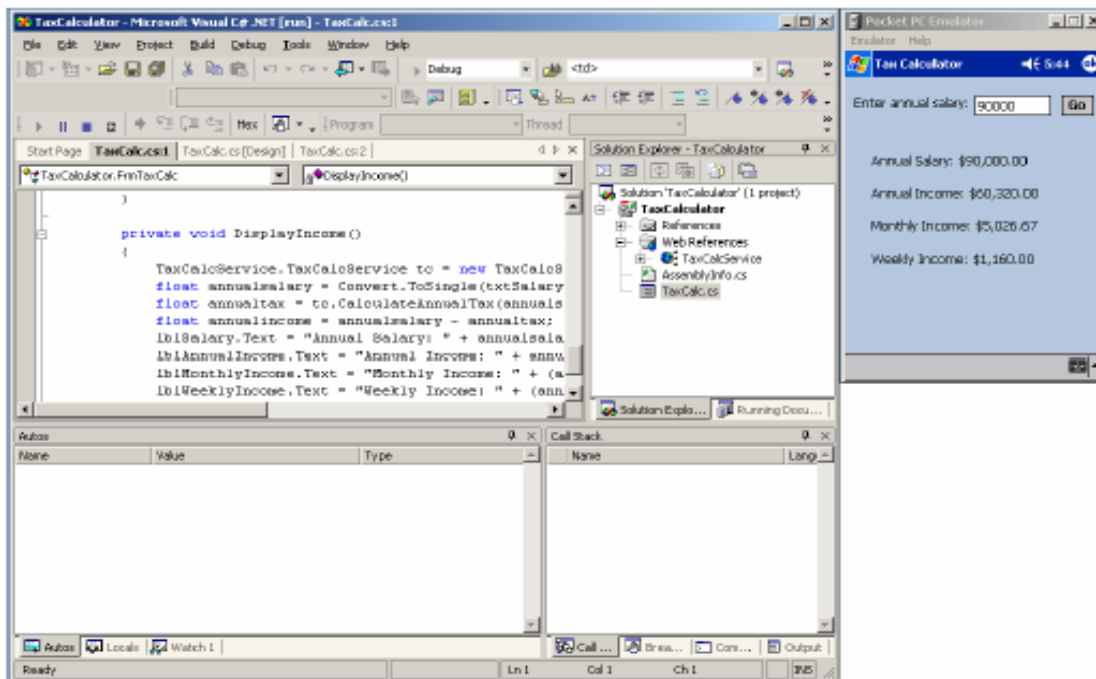 TaxCalculator - Microsoft Visual C# .NET [run] - TaxCalc.cs:1
File Edit View Project Build Debug Tools Window Help
Debug <td>
Hex Program Thread
Start Page TaxCalc.cs:1 TaxCalc.cs [Design] TaxCalc.cs:2
TaxCalculator.FrmTaxCalc DisplayIncome()
}
private void DisplayIncome()
{
TaxCalcService.TaxCalcService tc = new TaxCalcS
float annualsalary = Convert.ToSingle(txtSalary
float annualtax = tc.CalculateAnnualTax(annuals
float annualincome = annualsalary - annualtax;
lblSalary.Text = "Annual Salary: " + annualsala
lblAnnualIncome.Text = "Annual Income: " + annu
lblMonthlyIncome.Text = "Monthly Income: " + (a
lblWeeklyIncome.Text = "Weekly Income: " + (ann
Solution Explorer - TaxCalculator
Solution 'TaxCalculator' (1 project)
TaxCalculator
References
Web References
TaxCalcService
AssemblyInfo.cs
TaxCalc.cs
Solution Explo... Running Docu...
Autos
Name Value Type
Autos Locals Watch 1
Call Stack
Name Lang
Call ... Brea... Com... Output
Ready Ln 1 Col 1 Ch 1 INS
Pocket PC Emulator
Emulator Help
Tax Calculator 5:44 ok
Enter annual salary: 90000 Go
Annual Salary: $90,000.00
Annual Income: $60,320.00
Monthly Income: $5,026.67
Weekly Income: $1,160.00